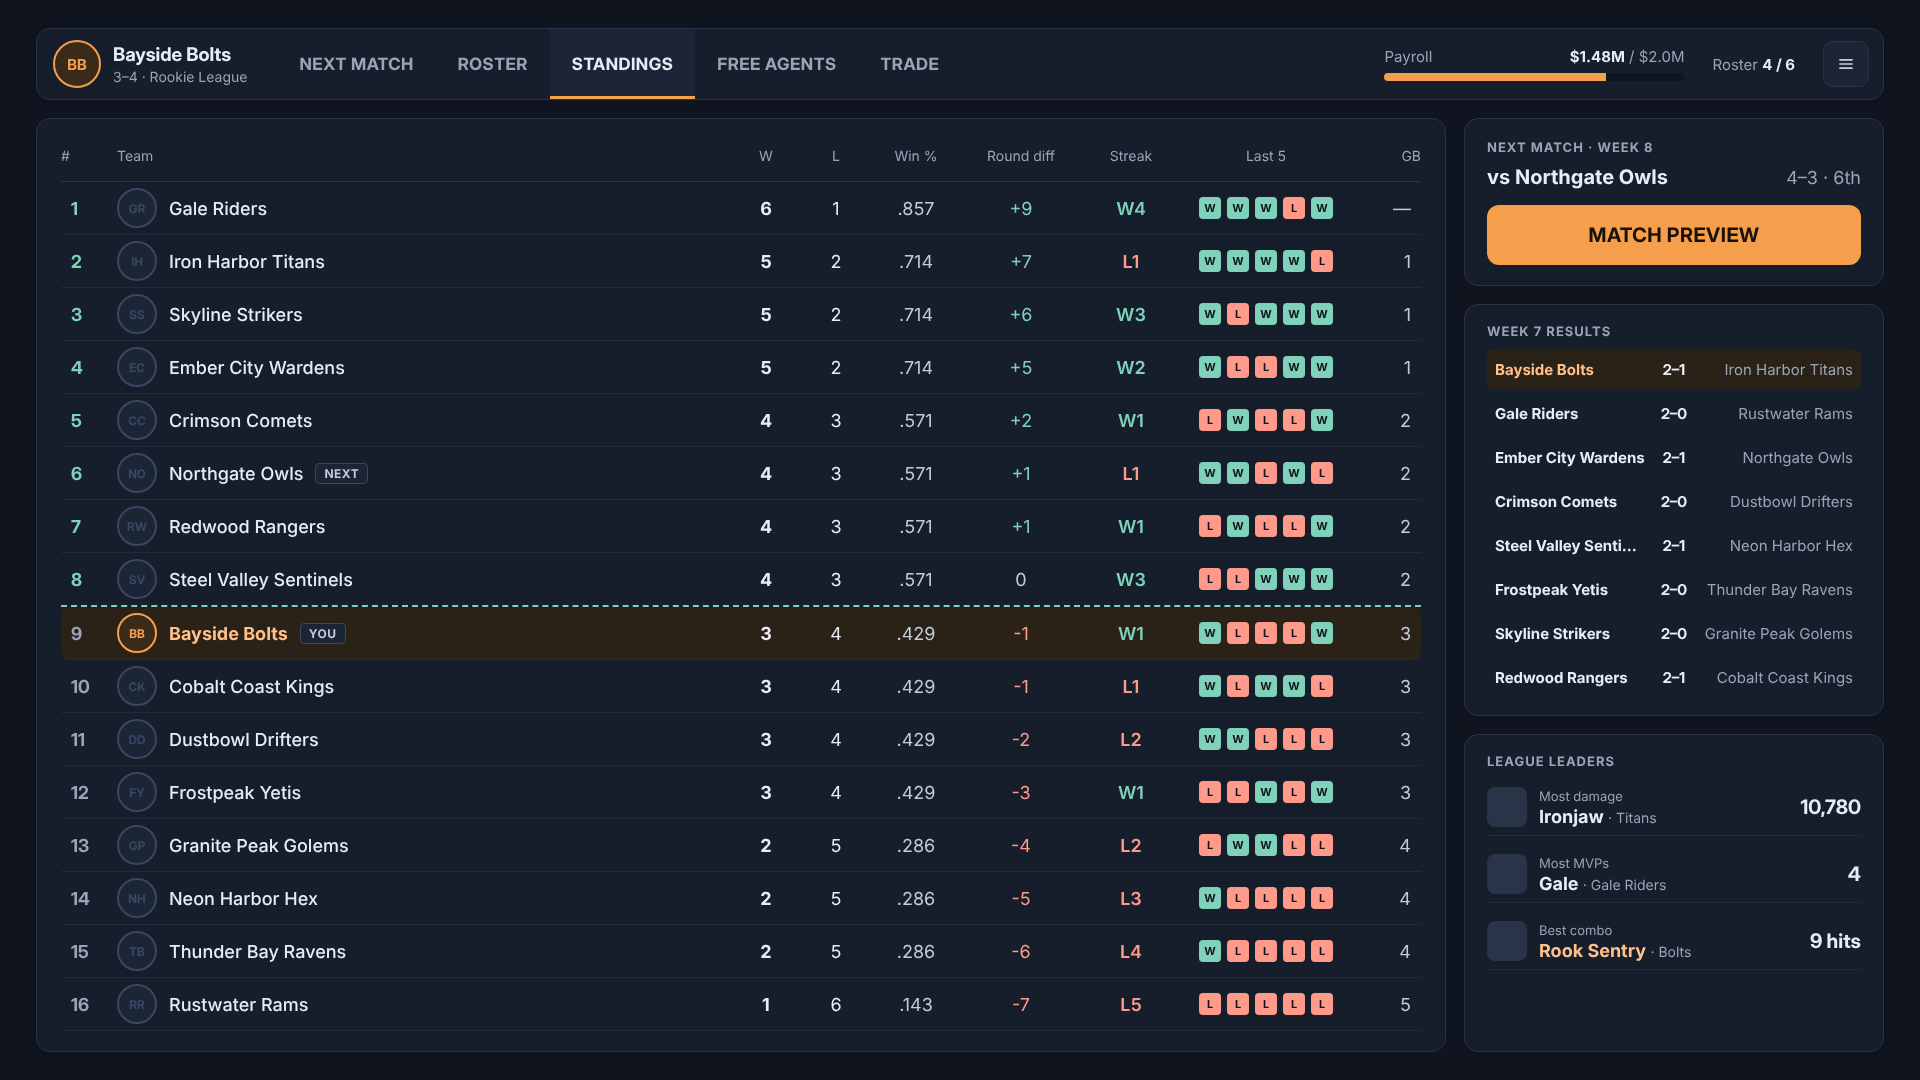 BB Bayside Bolts
3–4 · Rookie League
NEXT MATCH ROSTER STANDINGS FREE AGENTS TRADE
Payroll $1.48M / $2.0M
Roster 4 / 6
# Team W L Win % Round diff Streak Last 5 GB
1 GR Gale Riders 6 1 .857 +9 W4 W W W L W —
2 IH Iron Harbor Titans 5 2 .714 +7 L1 W W W W L 1
3 SS Skyline Strikers 5 2 .714 +6 W3 W L W W W 1
4 EC Ember City Wardens 5 2 .714 +5 W2 W L L W W 1
5 CC Crimson Comets 4 3 .571 +2 W1 L W L L W 2
6 NO Northgate Owls NEXT 4 3 .571 +1 L1 W W L W L 2
7 RW Redwood Rangers 4 3 .571 +1 W1 L W L L W 2
8 SV Steel Valley Sentinels 4 3 .571 0 W3 L L W W W 2
9 BB Bayside Bolts YOU 3 4 .429 -1 W1 W L L L W 3
10 CK Cobalt Coast Kings 3 4 .429 -1 L1 W L W W L 3
11 DD Dustbowl Drifters 3 4 .429 -2 L2 W W L L L 3
12 FY Frostpeak Yetis 3 4 .429 -3 W1 L L W L W 3
13 GP Granite Peak Golems 2 5 .286 -4 L2 L W W L L 4
14 NH Neon Harbor Hex 2 5 .286 -5 L3 W L L L L 4
15 TB Thunder Bay Ravens 2 5 .286 -6 L4 W L L L L 4
16 RR Rustwater Rams 1 6 .143 -7 L5 L L L L L 5
NEXT MATCH · WEEK 8
vs Northgate Owls 4–3 · 6th
MATCH PREVIEW
WEEK 7 RESULTS
Bayside Bolts 2–1 Iron Harbor Titans
Gale Riders 2–0 Rustwater Rams
Ember City Wardens 2–1 Northgate Owls
Crimson Comets 2–0 Dustbowl Drifters
Steel Valley Senti... 2–1 Neon Harbor Hex
Frostpeak Yetis 2–0 Thunder Bay Ravens
Skyline Strikers 2–0 Granite Peak Golems
Redwood Rangers 2–1 Cobalt Coast Kings
LEAGUE LEADERS
Most damage
Ironjaw · Titans 10,780
Most MVPs
Gale · Gale Riders 4
Best combo
Rook Sentry · Bolts 9 hits